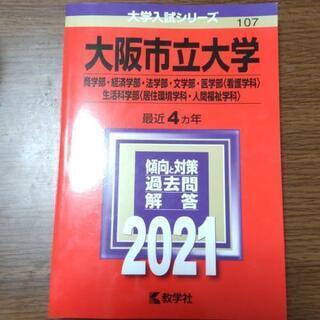 大学入試シリーズ
107
大阪市立大学
商学部・経済学部・法学部・文学部・医学部〈看護学科〉
生活科学部〈居住環境学科・人間福祉学科〉
最近4カ年
傾向と対策
過去問
解答
2021
教学社